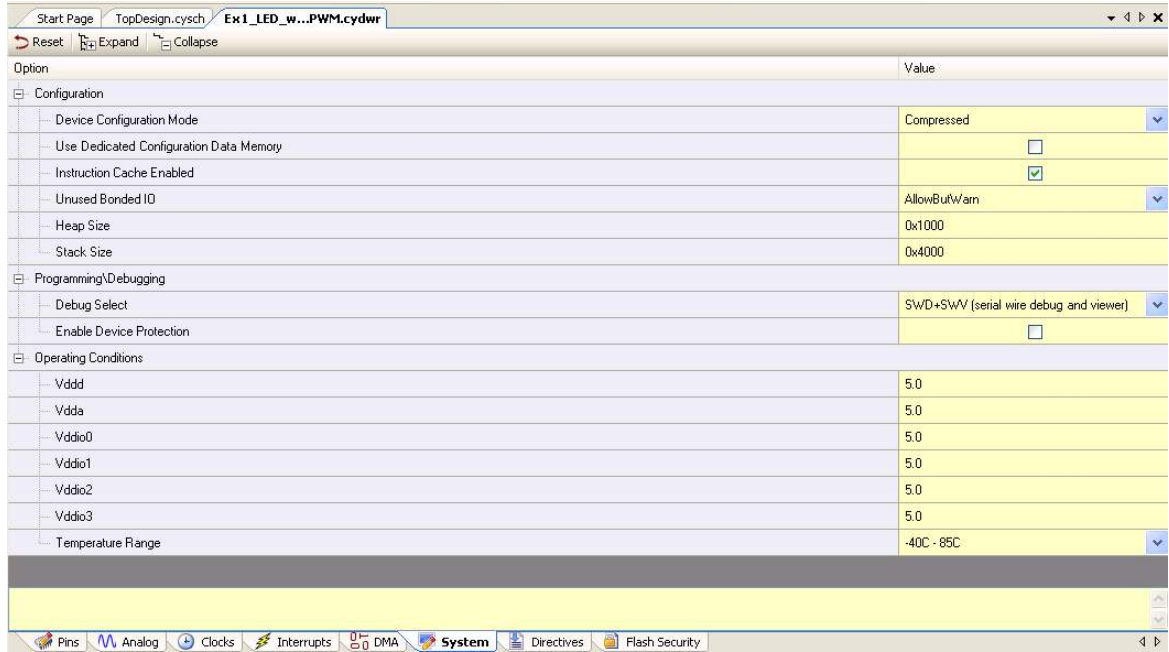 Start Page TopDesign.cysch Ex1_LED_w...PWM.cydwr
Reset Expand Collapse
Option Value
Configuration
Device Configuration Mode Compressed
Use Dedicated Configuration Data Memory
Instruction Cache Enabled
Unused Bonded IO AllowButWarn
Heap Size 0x1000
Stack Size 0x4000
Programming\Debugging
Debug Select SWD+SWV (serial wire debug and viewer)
Enable Device Protection
Operating Conditions
Vddd 5.0
Vdda 5.0
Vddio0 5.0
Vddio1 5.0
Vddio2 5.0
Vddio3 5.0
Temperature Range -40C - 85C
Pins Analog Clocks Interrupts DMA System Directives Flash Security